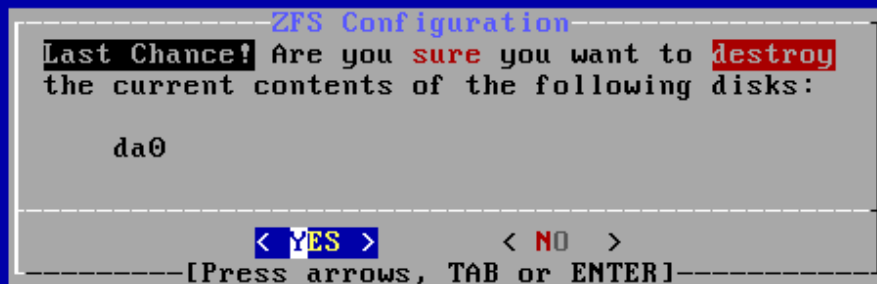 ZFS Configuration
Last Chance! Are you sure you want to destroy
the current contents of the following disks:
da0
< YES > < NO >
[Press arrows, TAB or ENTER]